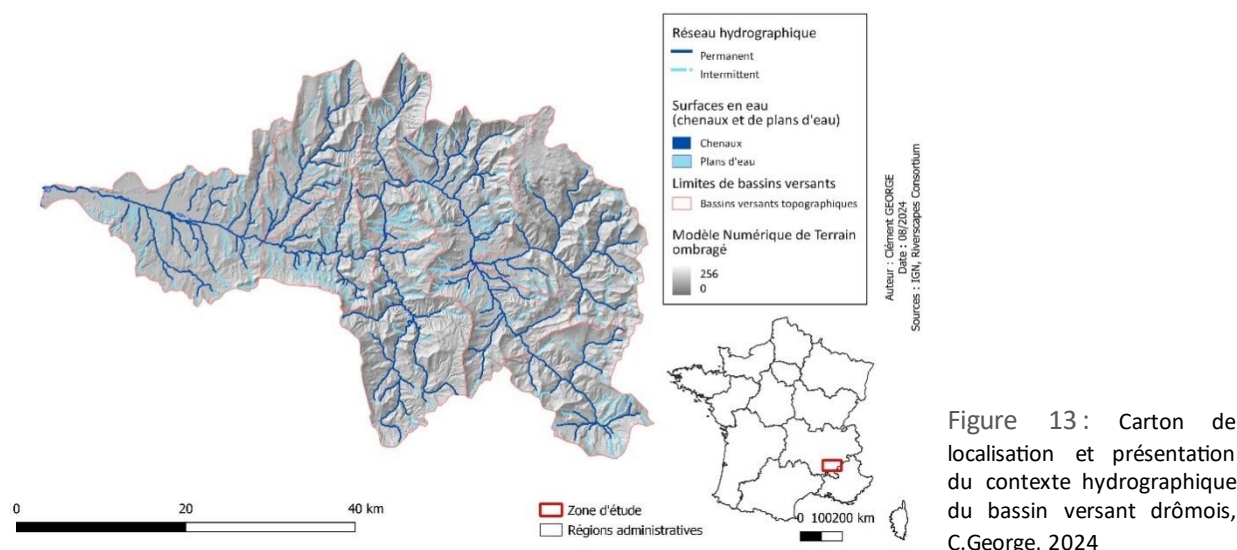 Réseau hydrographique
Permanent
Intermittent
Surfaces en eau
(chenaux et de plans d'eau)
Chenaux
Plans d'eau
Limites de bassins versants
Bassins versants topographiques
Modèle Numérique de Terrain
ombragé
256
0
Auteur : Clément GEORGE
Date : 08/2024
Sources : IGN, Riverscapes Consortium
0 20 40 km
Zone d'étude
Régions administratives
0 100200 km
Figure 13 : Carton de
localisation et présentation
du contexte hydrographique
du bassin versant drômois,
C.George, 2024